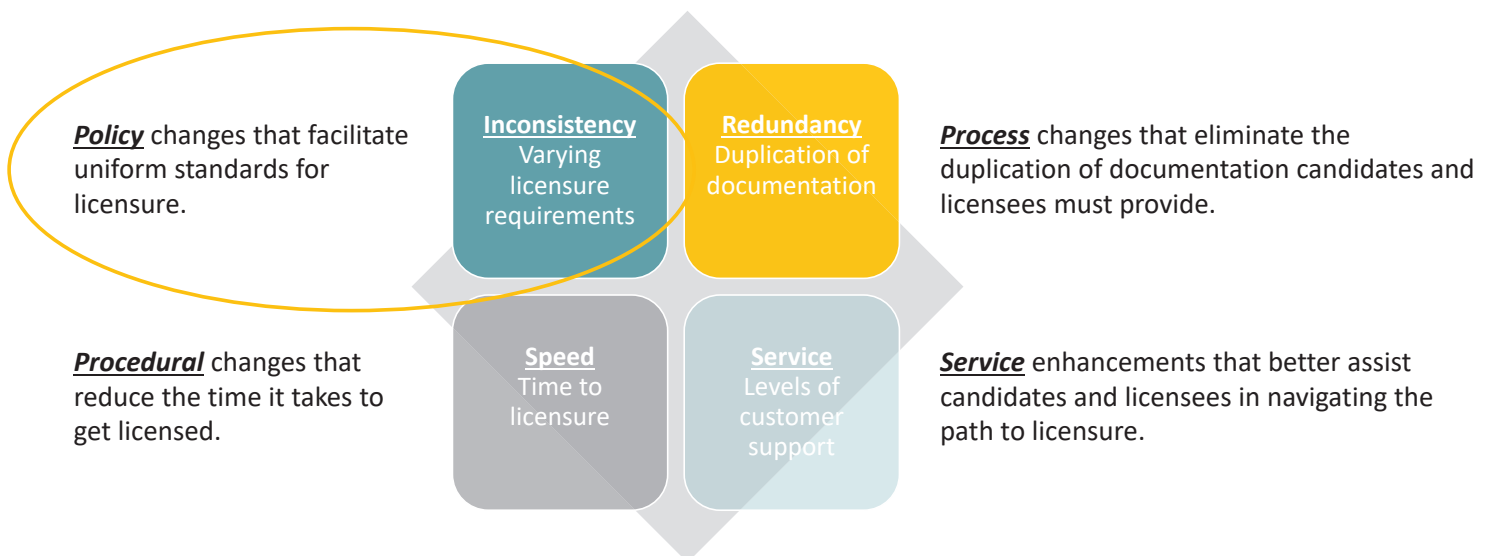 Policy changes that facilitate
uniform standards for
licensure.
Inconsistency
Varying
licensure
requirements
Redundancy
Duplication of
documentation
Process changes that eliminate the
duplication of documentation candidates and
licensees must provide.
Procedural changes that
reduce the time it takes to
get licensed.
Speed
Time to
licensure
Service
Levels of
customer
support
Service enhancements that better assist
candidates and licensees in navigating the
path to licensure.